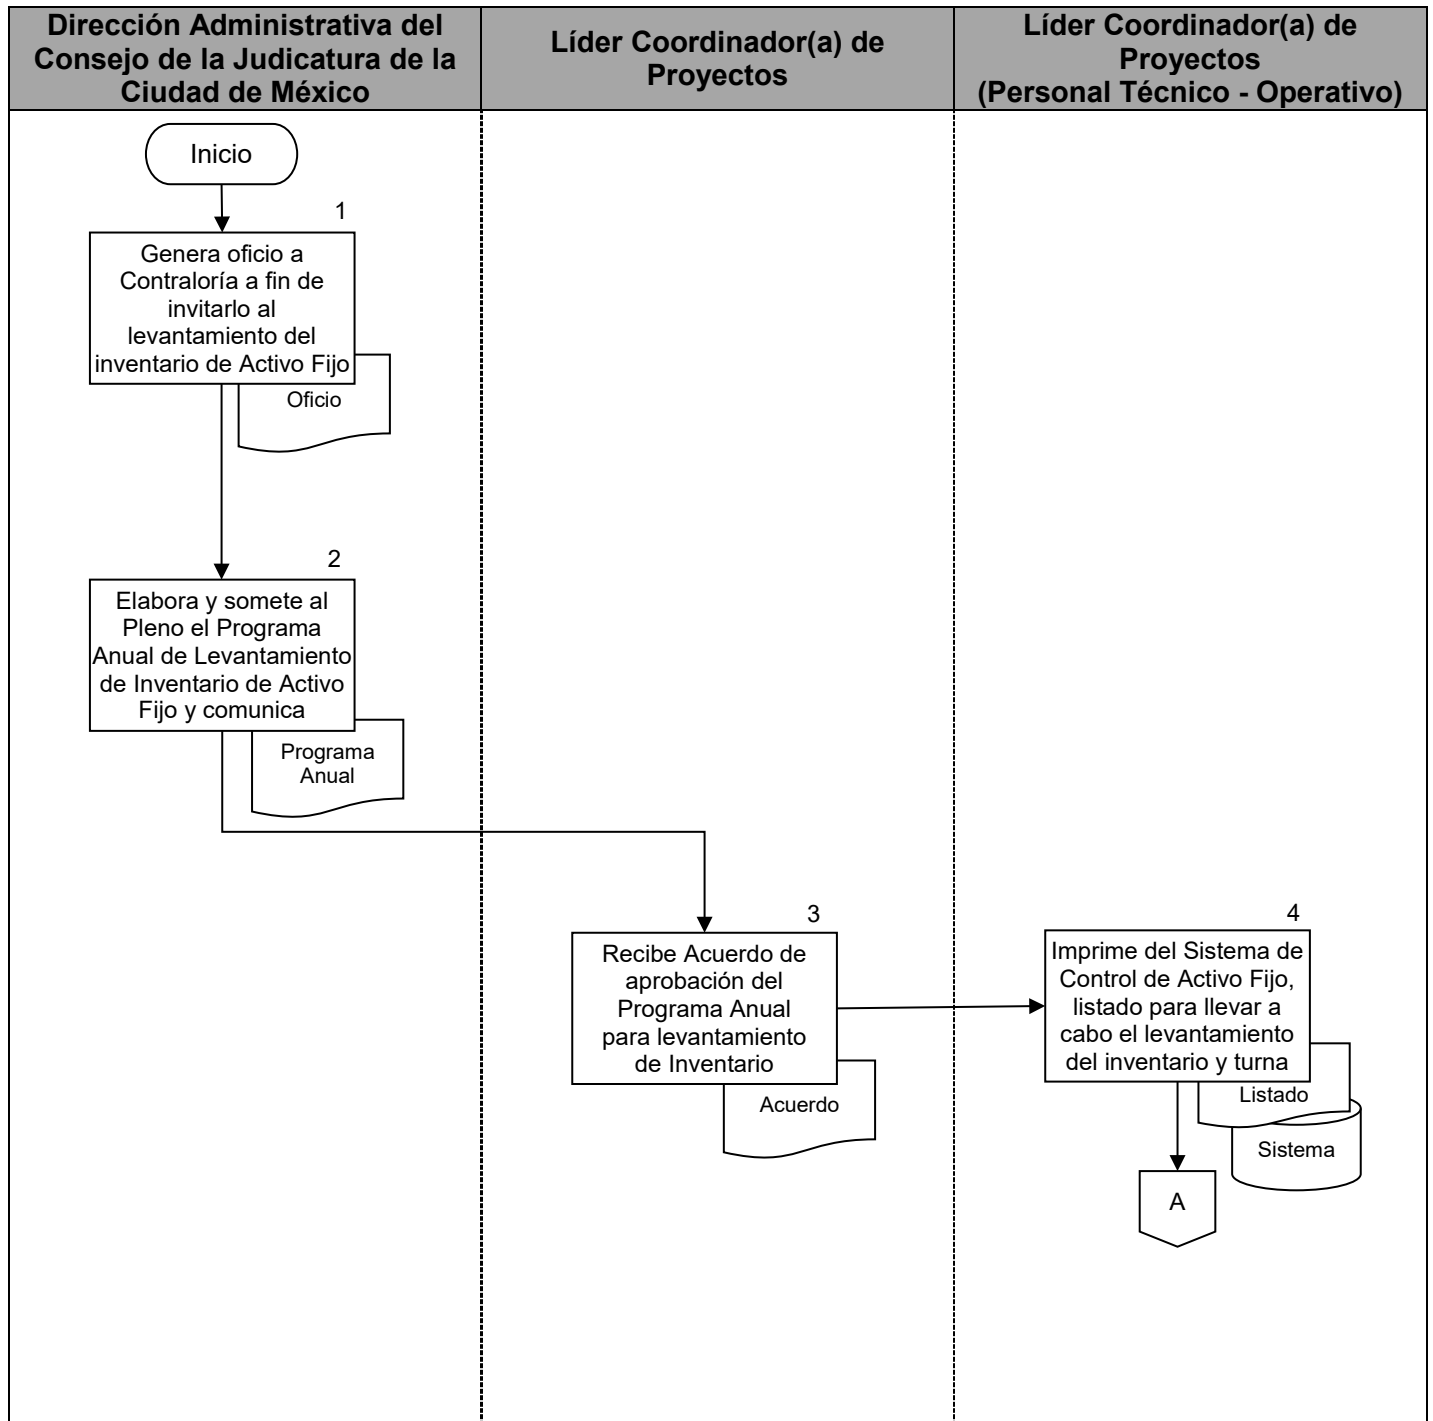 Dirección Administrativa del
Consejo de la Judicatura de la
Ciudad de México
Líder Coordinador(a) de
Proyectos
Líder Coordinador(a) de
Proyectos
(Personal Técnico - Operativo)
Inicio
1
Genera oficio a
Contraloría a fin de
invitarlo al
levantamiento del
inventario de Activo Fijo
Oficio
2
Elabora y somete al
Pleno el Programa
Anual de Levantamiento
de Inventario de Activo
Fijo y comunica
Programa
Anual
3
Recibe Acuerdo de
aprobación del
Programa Anual
para levantamiento
de Inventario
Acuerdo
4
Imprime del Sistema de
Control de Activo Fijo,
listado para llevar a
cabo el levantamiento
del inventario y turna
Listado
Sistema
A